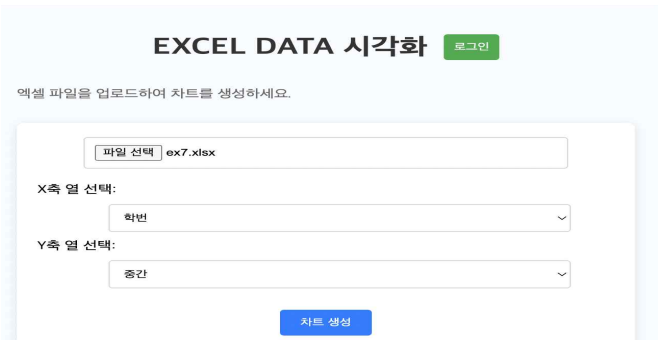 EXCEL DATA 시각화 로그인
엑셀 파일을 업로드하여 차트를 생성하세요.
파일 선택 ex7.xlsx
X축 열 선택:
학번
Y축 열 선택:
중간
차트 생성